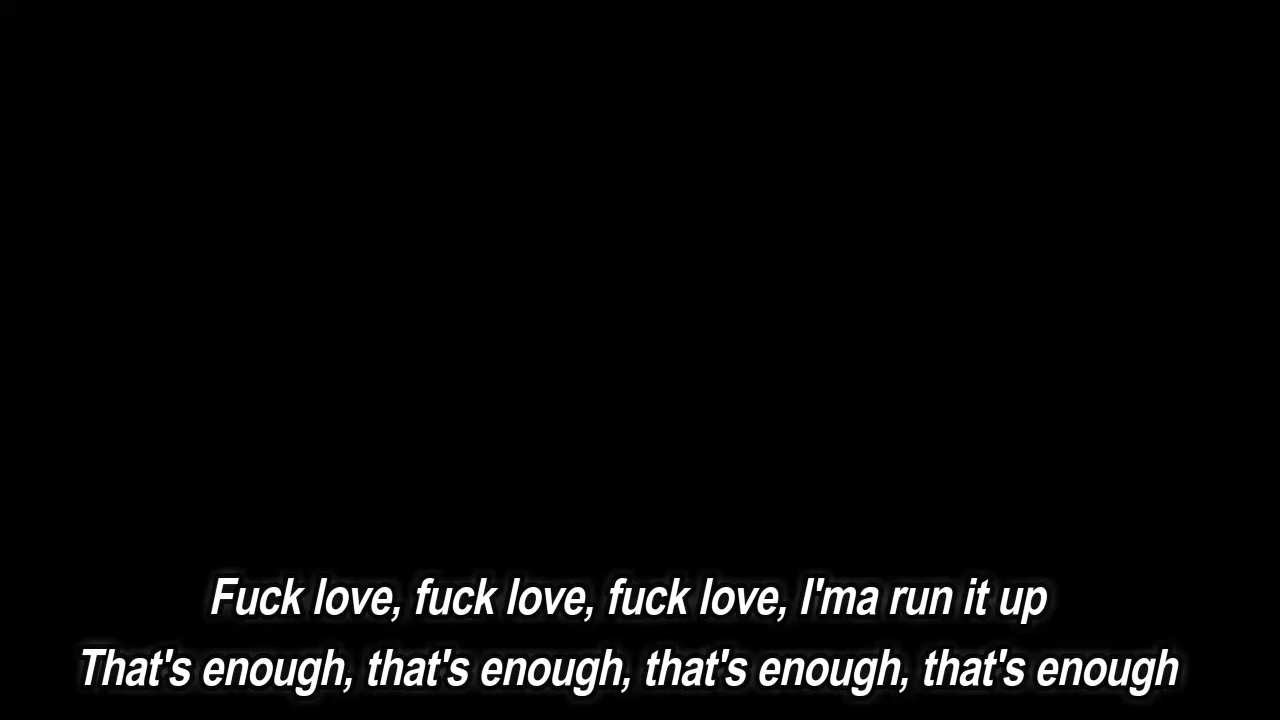 Fuck love, fuck love, fuck love, I'ma run it up
That's enough, that's enough, that's enough, that's enough